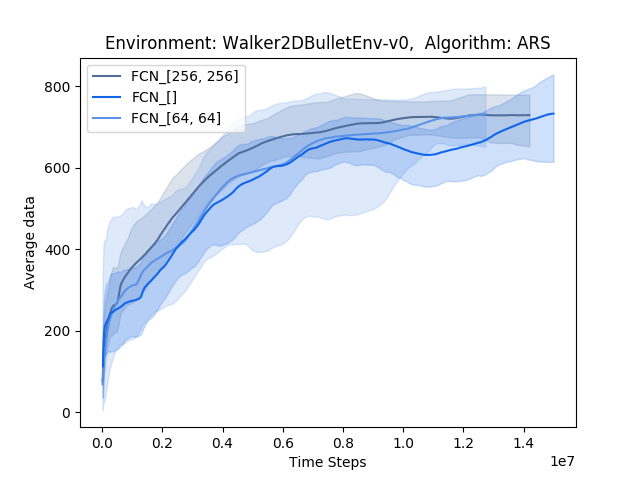 Environment: Walker2DBulletEnv-v0,  Algorithm: ARS
FCN_[256, 256]
FCN_[]
FCN_[64, 64]
800
600
400
200
0
Average data
0.0 0.2 0.4 0.6 0.8 1.0 1.2 1.4
1e7
Time Steps